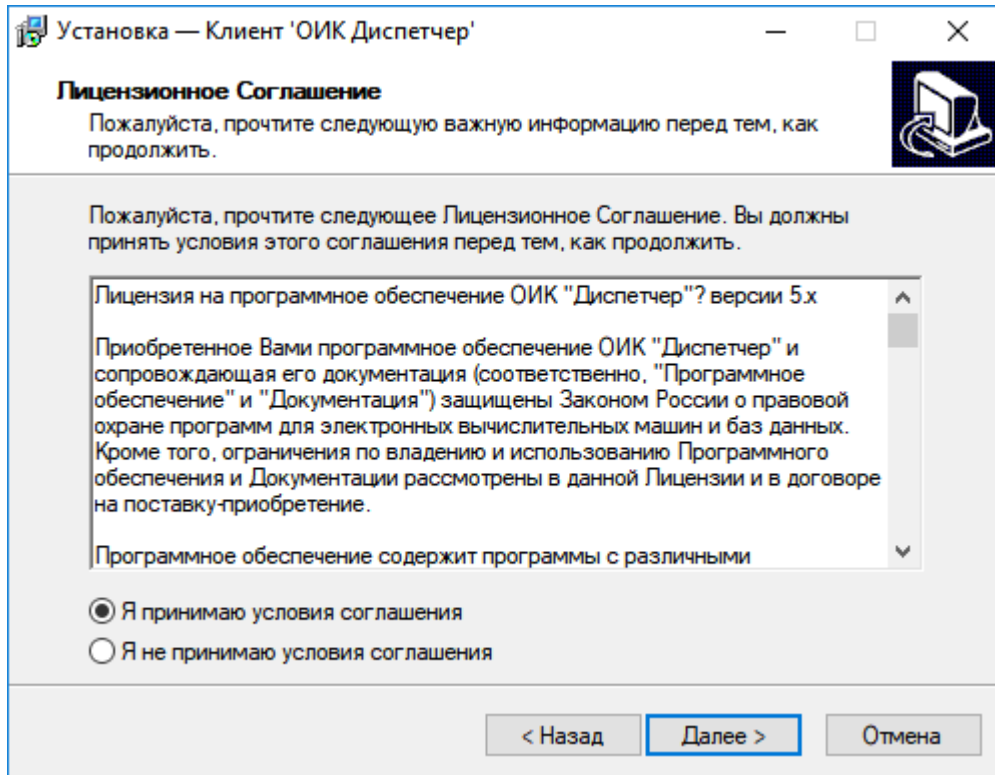 Установка — Клиент 'ОИК Диспетчер'
Лицензионное Соглашение
Пожалуйста, прочтите следующую важную информацию перед тем, как
продолжить.
Пожалуйста, прочтите следующее Лицензионное Соглашение. Вы должны
принять условия этого соглашения перед тем, как продолжить.
Лицензия на программное обеспечение ОИК "Диспетчер"? версии 5.x
Приобретенное Вами программное обеспечение ОИК "Диспетчер" и
сопровождающая его документация (соответственно, "Программное
обеспечение" и "Документация") защищены Законом России о правовой
охране программ для электронных вычислительных машин и баз данных.
Кроме того, ограничения по владению и использованию Программного
обеспечения и Документации рассмотрены в данной Лицензии и в договоре
на поставку-приобретение.
Программное обеспечение содержит программы с различными
Я принимаю условия соглашения
Я не принимаю условия соглашения
< Назад
Далее >
Отмена